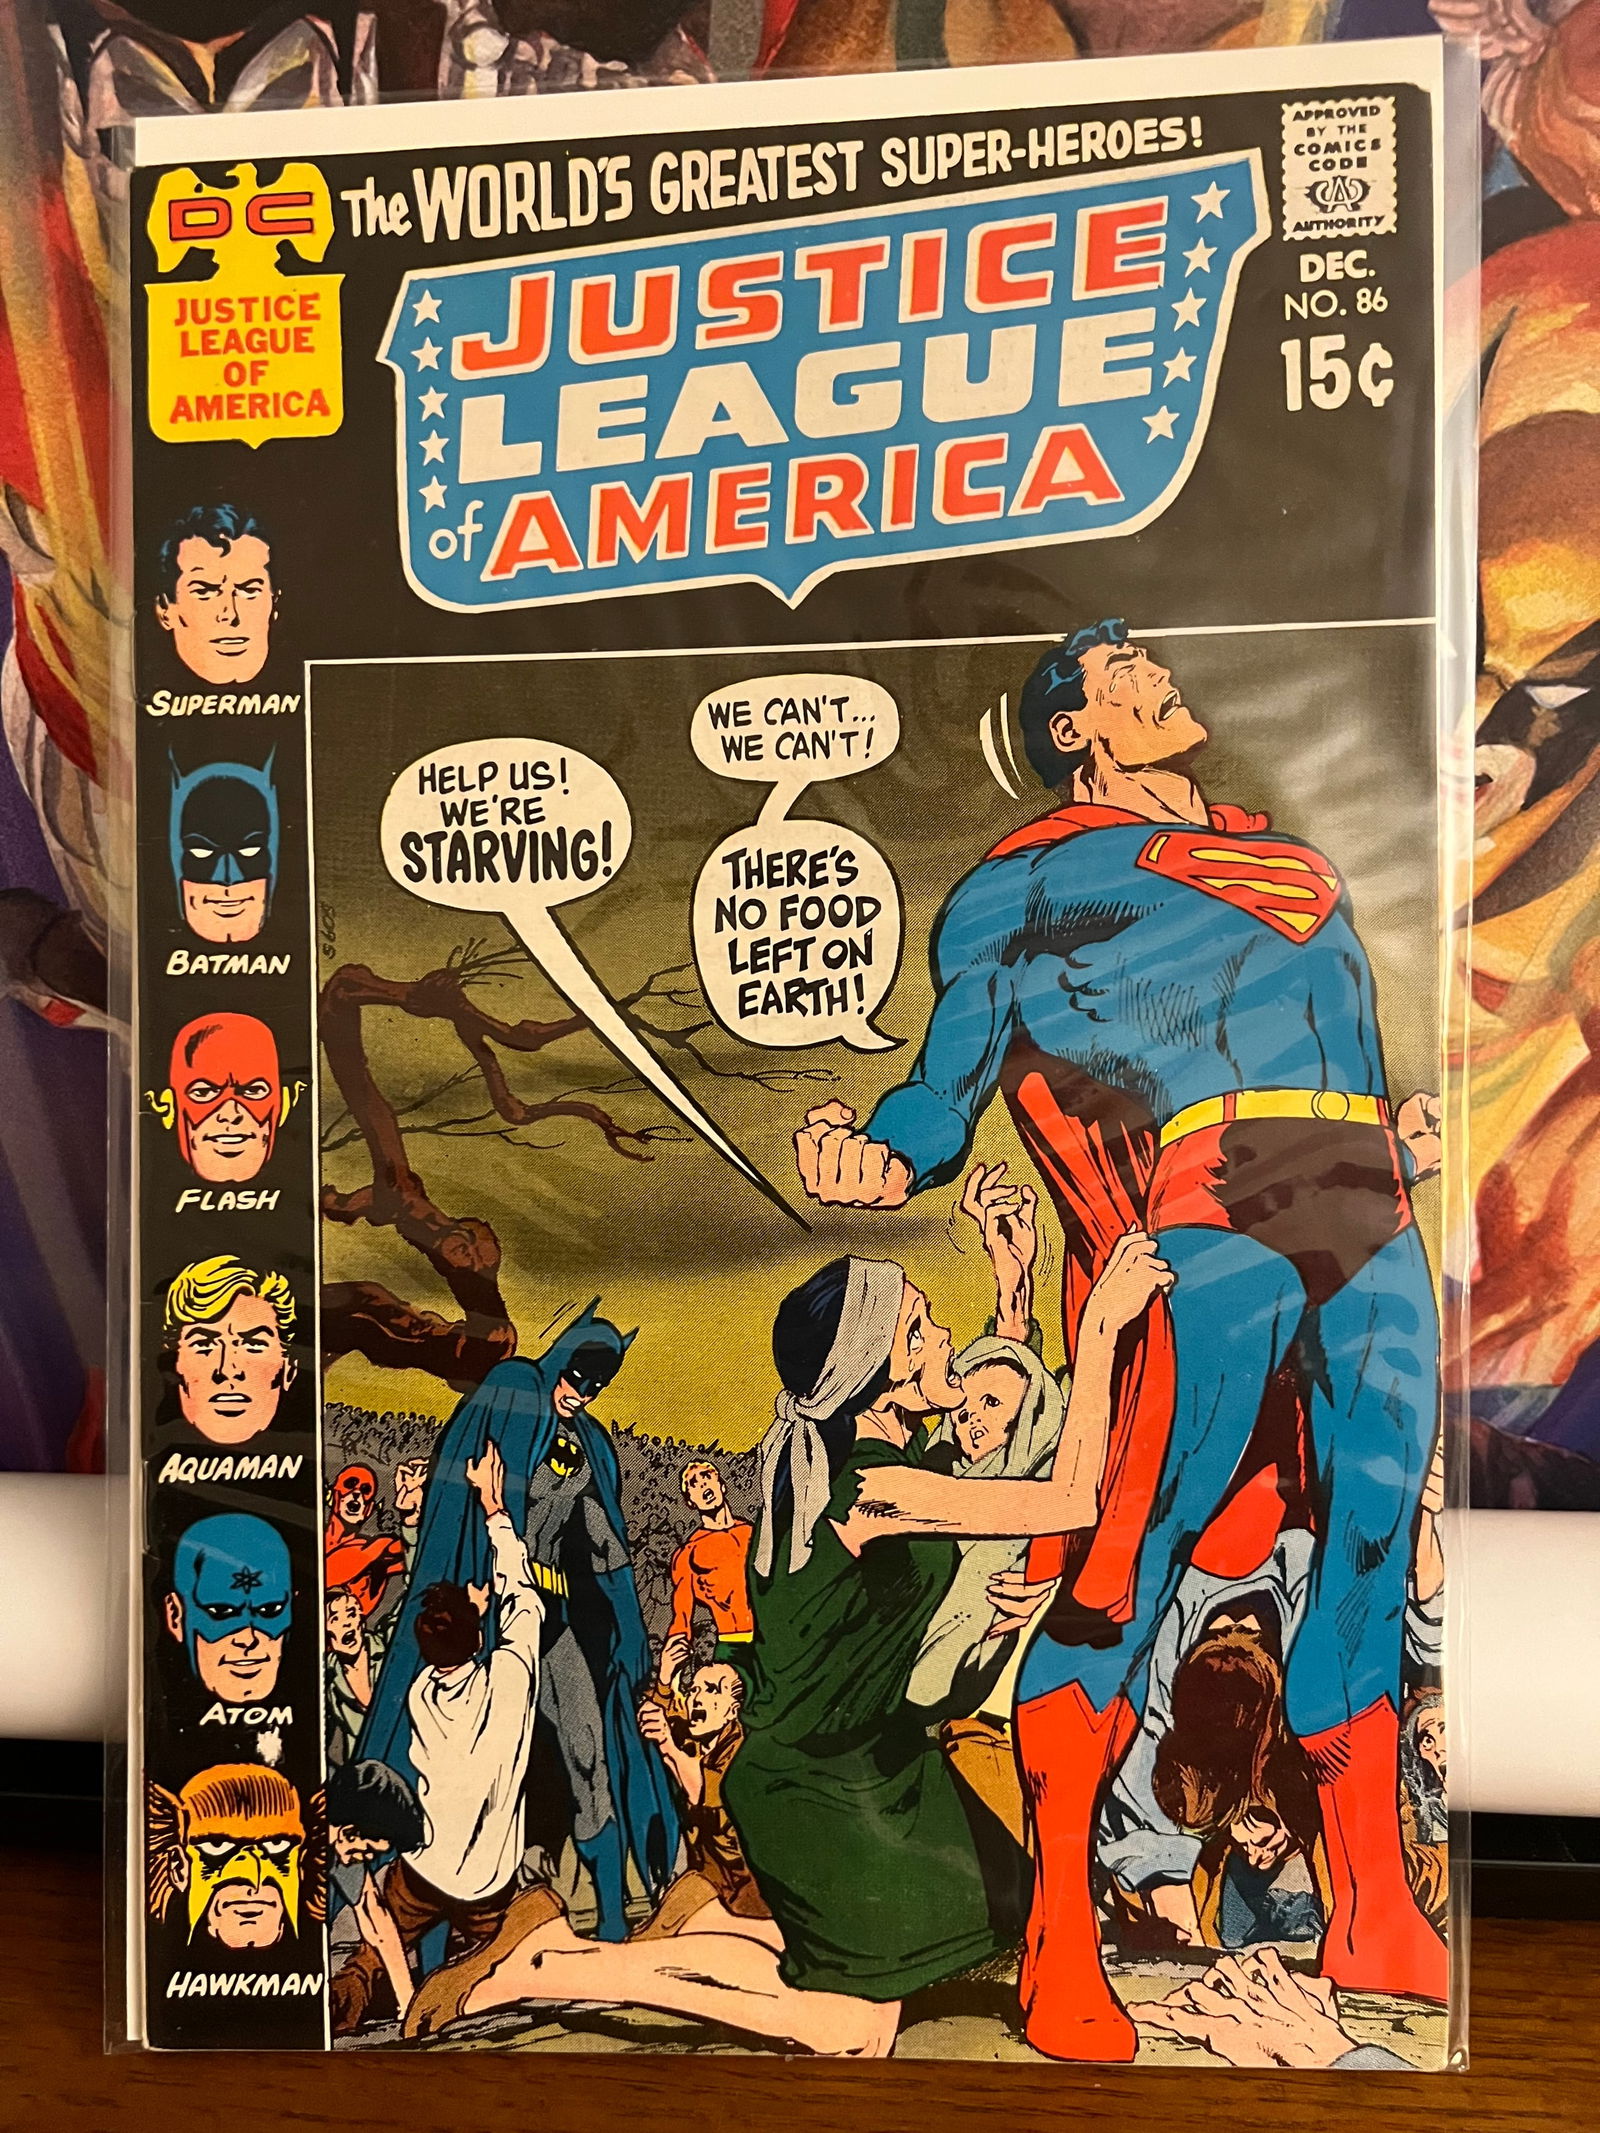 The WORLD'S GREATEST SUPER-HEROES!
DC
JUSTICE
LEAGUE
OF
AMERICA
JUSTICE
LEAGUE
of AMERICA
APPROVED
BY THE
COMICS
CODE
CA
AUTHORITY
DEC.
NO. 86
15¢
SUPERMAN
BATMAN
FLASH
AQUAMAN
ATOM
HAWKMAN
HELP US!
WE'RE
STARVING!
WE CAN'T...
WE CAN'T!
THERE'S
NO FOOD
LEFT ON
EARTH!